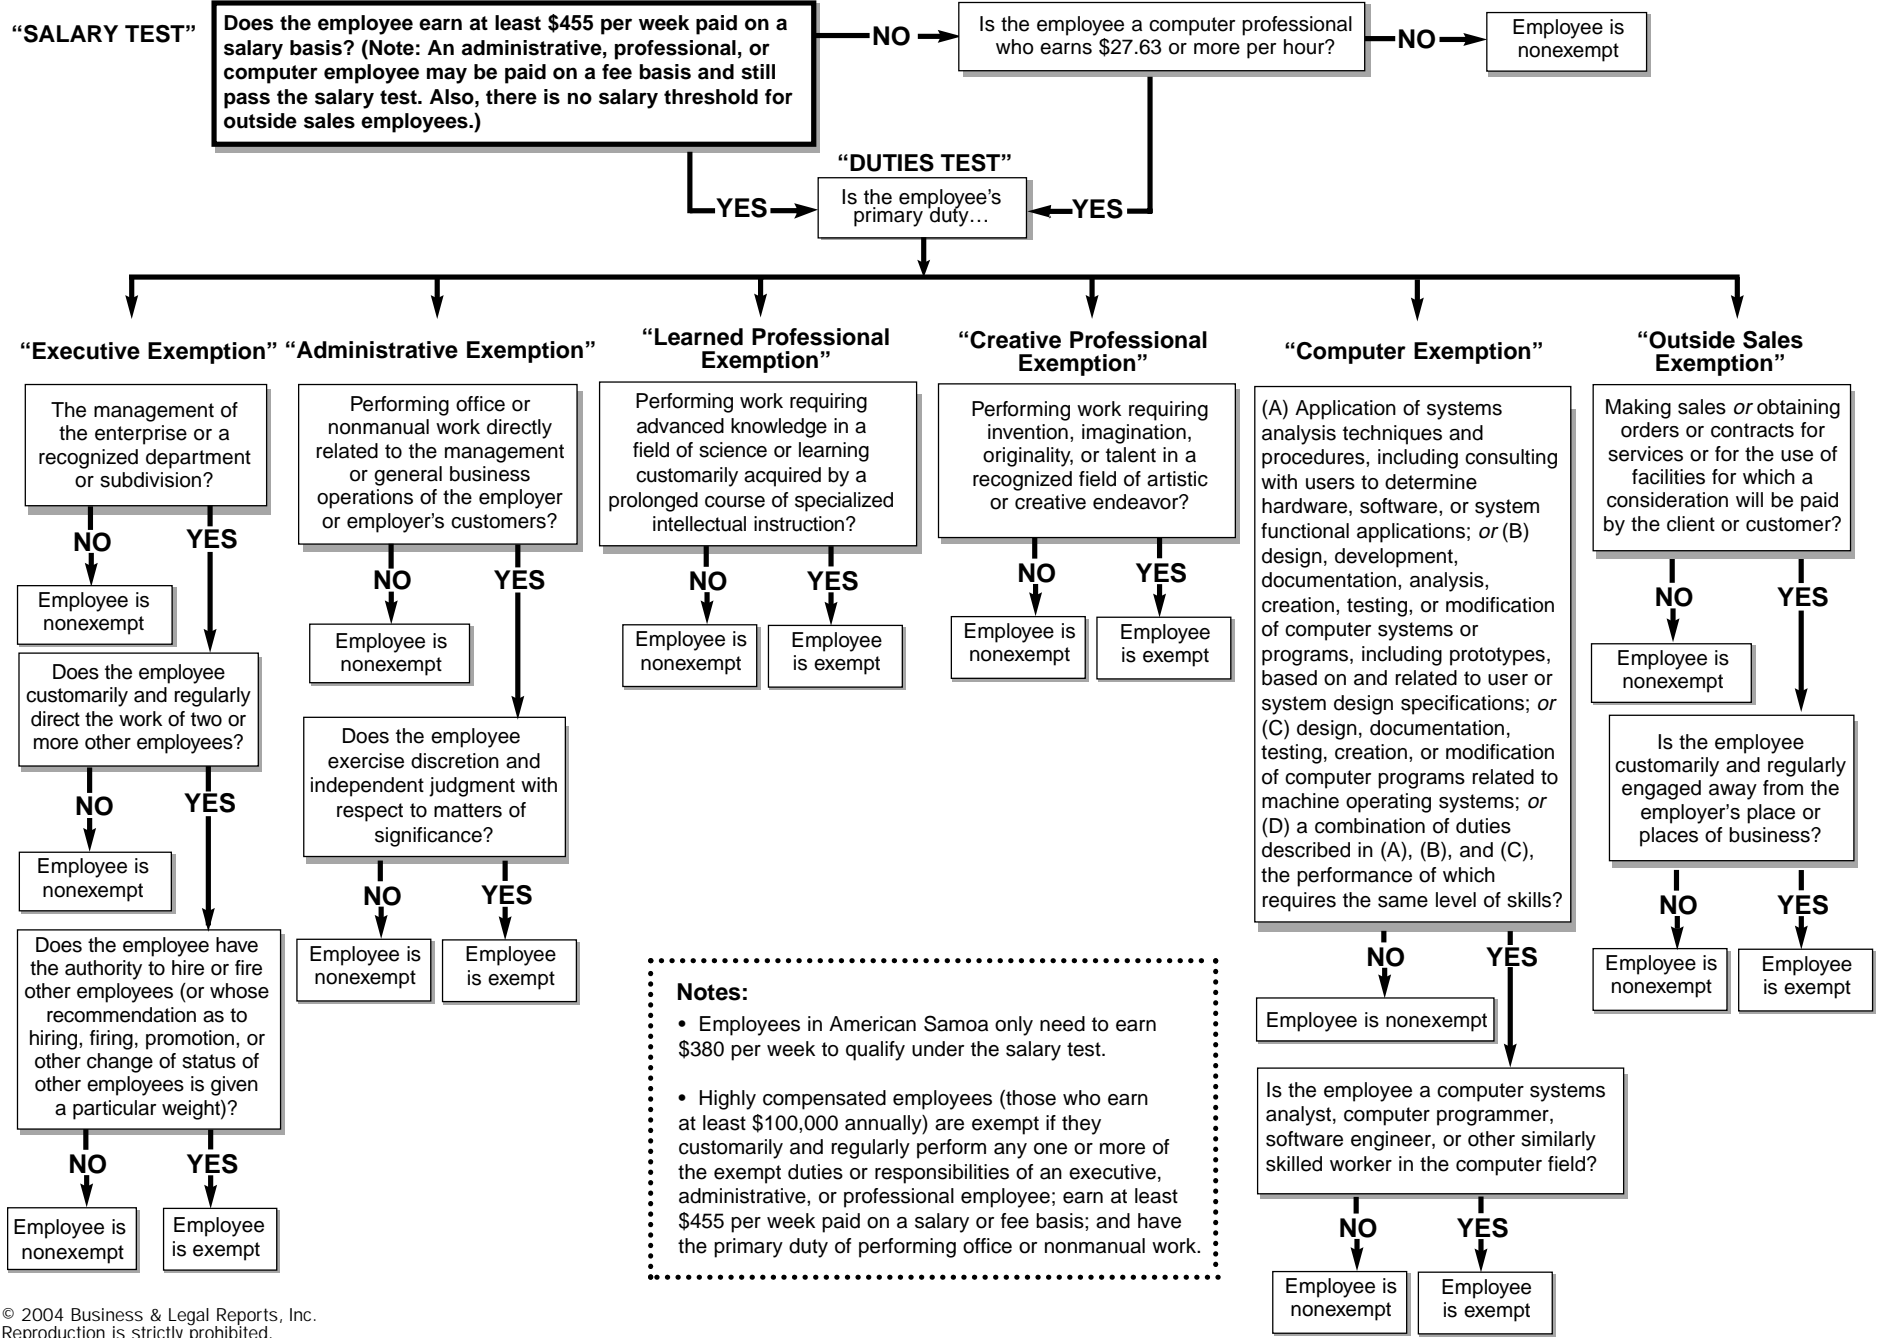 “SALARY TEST”
Does the employee earn at least $455 per week paid on a
salary basis? (Note: An administrative, professional, or
computer employee may be paid on a fee basis and still
pass the salary test. Also, there is no salary threshold for
outside sales employees.)
NO
Is the employee a computer professional
who earns $27.63 or more per hour?
NO
Employee is
nonexempt
“DUTIES TEST”
YES
Is the employee’s
primary duty…
YES
“Executive Exemption”
The management of
the enterprise or a
recognized department
or subdivision?
NO
YES
Employee is
nonexempt
Does the employee
customarily and regularly
direct the work of two or
more other employees?
NO
YES
Employee is
nonexempt
Does the employee have
the authority to hire or fire
other employees (or whose
recommendation as to
hiring, firing, promotion, or
other change of status of
other employees is given
a particular weight)?
NO
YES
Employee is
nonexempt
Employee
is exempt
“Administrative Exemption”
Performing office or
nonmanual work directly
related to the management
or general business
operations of the employer
or employer’s customers?
NO
YES
Employee is
nonexempt
Does the employee
exercise discretion and
independent judgment with
respect to matters of
significance?
NO
YES
Employee is
nonexempt
Employee
is exempt
“Learned Professional
Exemption”
Performing work requiring
advanced knowledge in a
field of science or learning
customarily acquired by a
prolonged course of specialized
intellectual instruction?
NO
YES
Employee is
nonexempt
Employee
is exempt
“Creative Professional
Exemption”
Performing work requiring
invention, imagination,
originality, or talent in a
recognized field of artistic
or creative endeavor?
NO
YES
Employee is
nonexempt
Employee
is exempt
“Computer Exemption”
(A) Application of systems
analysis techniques and
procedures, including consulting
with users to determine
hardware, software, or system
functional applications; or (B)
design, development,
documentation, analysis,
creation, testing, or modification
of computer systems or
programs, including prototypes,
based on and related to user or
system design specifications; or
(C) design, documentation,
testing, creation, or modification
of computer programs related to
machine operating systems; or
(D) a combination of duties
described in (A), (B), and (C),
the performance of which
requires the same level of skills?
NO
YES
Employee is nonexempt
Is the employee a computer systems
analyst, computer programmer,
software engineer, or other similarly
skilled worker in the computer field?
NO
YES
Employee is
nonexempt
Employee
is exempt
“Outside Sales
Exemption”
Making sales or obtaining
orders or contracts for
services or for the use of
facilities for which a
consideration will be paid
by the client or customer?
NO
YES
Employee is
nonexempt
Is the employee
customarily and regularly
engaged away from the
employer’s place or
places of business?
NO
YES
Employee is
nonexempt
Employee
is exempt
Notes:
• Employees in American Samoa only need to earn
$380 per week to qualify under the salary test.
• Highly compensated employees (those who earn
at least $100,000 annually) are exempt if they
customarily and regularly perform any one or more of
the exempt duties or responsibilities of an executive,
administrative, or professional employee; earn at least
$455 per week paid on a salary or fee basis; and have
the primary duty of performing office or nonmanual work.
© 2004 Business & Legal Reports, Inc.
Reproduction is strictly prohibited.